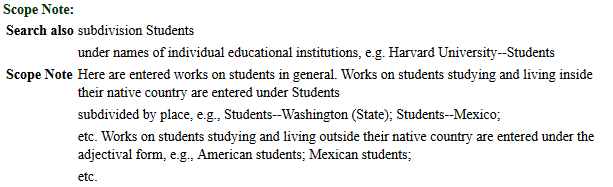 Scope Note:
Search also subdivision Students
under names of individual educational institutions, e.g. Harvard University--Students
Scope Note Here are entered works on students in general. Works on students studying and living inside
their native country are entered under Students
subdivided by place, e.g., Students--Washington (State); Students--Mexico;
etc. Works on students studying and living outside their native country are entered under the
adjectival form, e.g., American students; Mexican students;
etc.